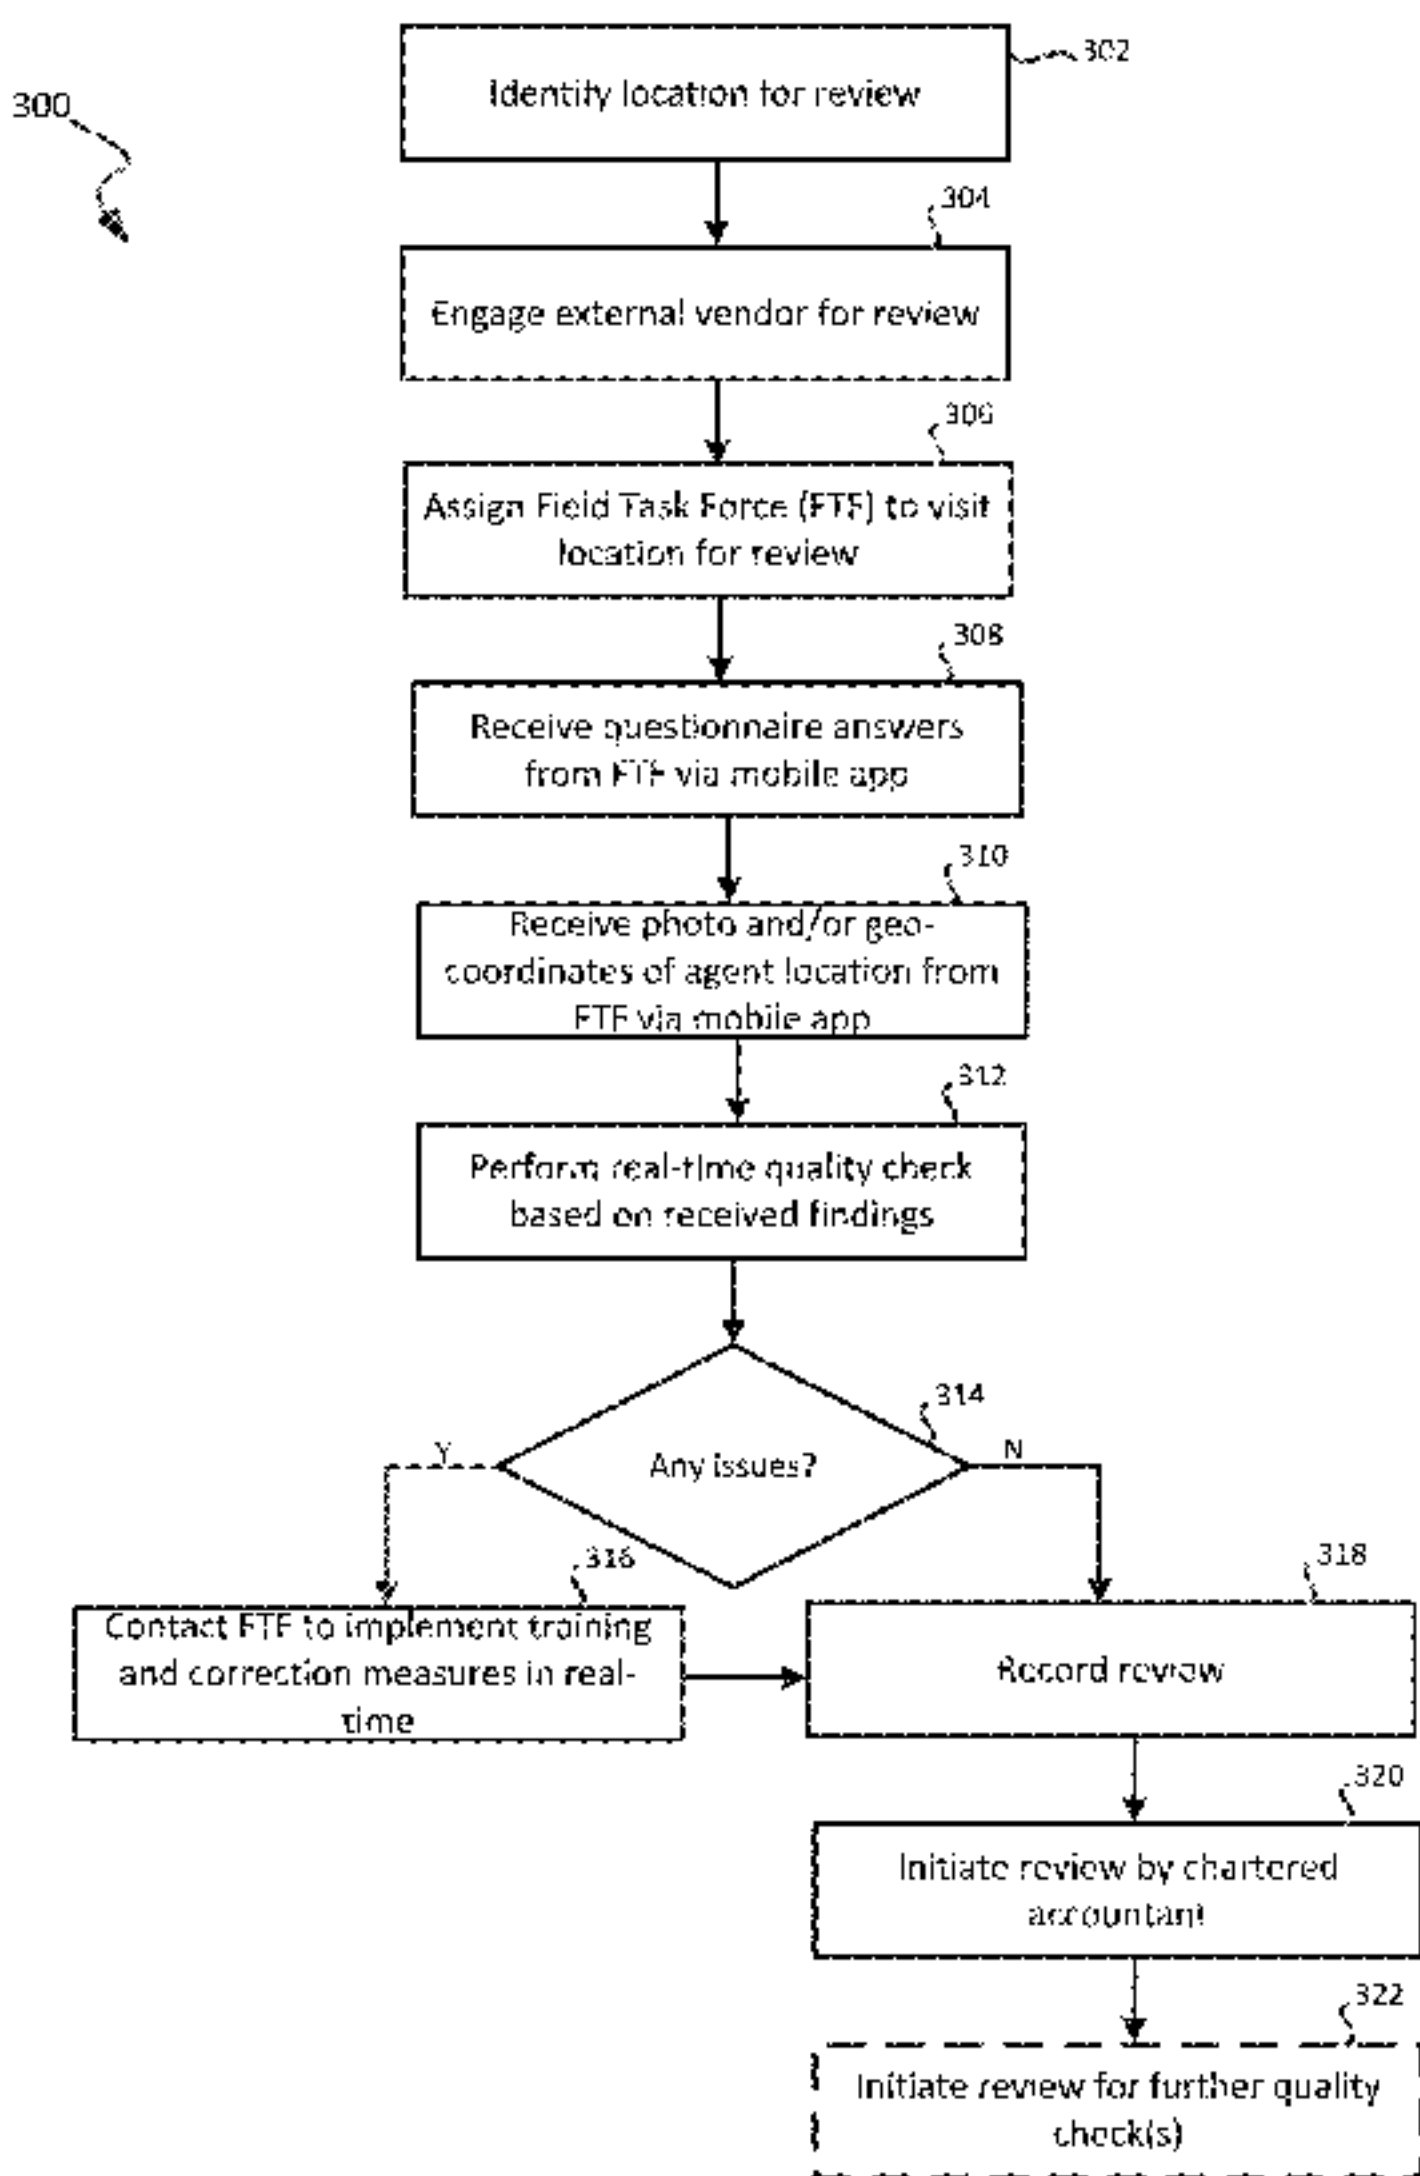 302
300
Identify location for review
304
Engage external vendor for review
306
Assign Field Task Force (FTF) to visit
location for review
308
Receive questionnaire answers
from FTF via mobile app
310
Receive photo and/or geo-
coordinates of agent location from
FTF via mobile app
312
Perform real-time quality check
based on received findings
314
Y
Any issues?
N
316
318
Contact FTF to implement training
and correction measures in real-
time
Record review
320
Initiate review by chartered
accountant
322
Initiate review for further quality
check(s)